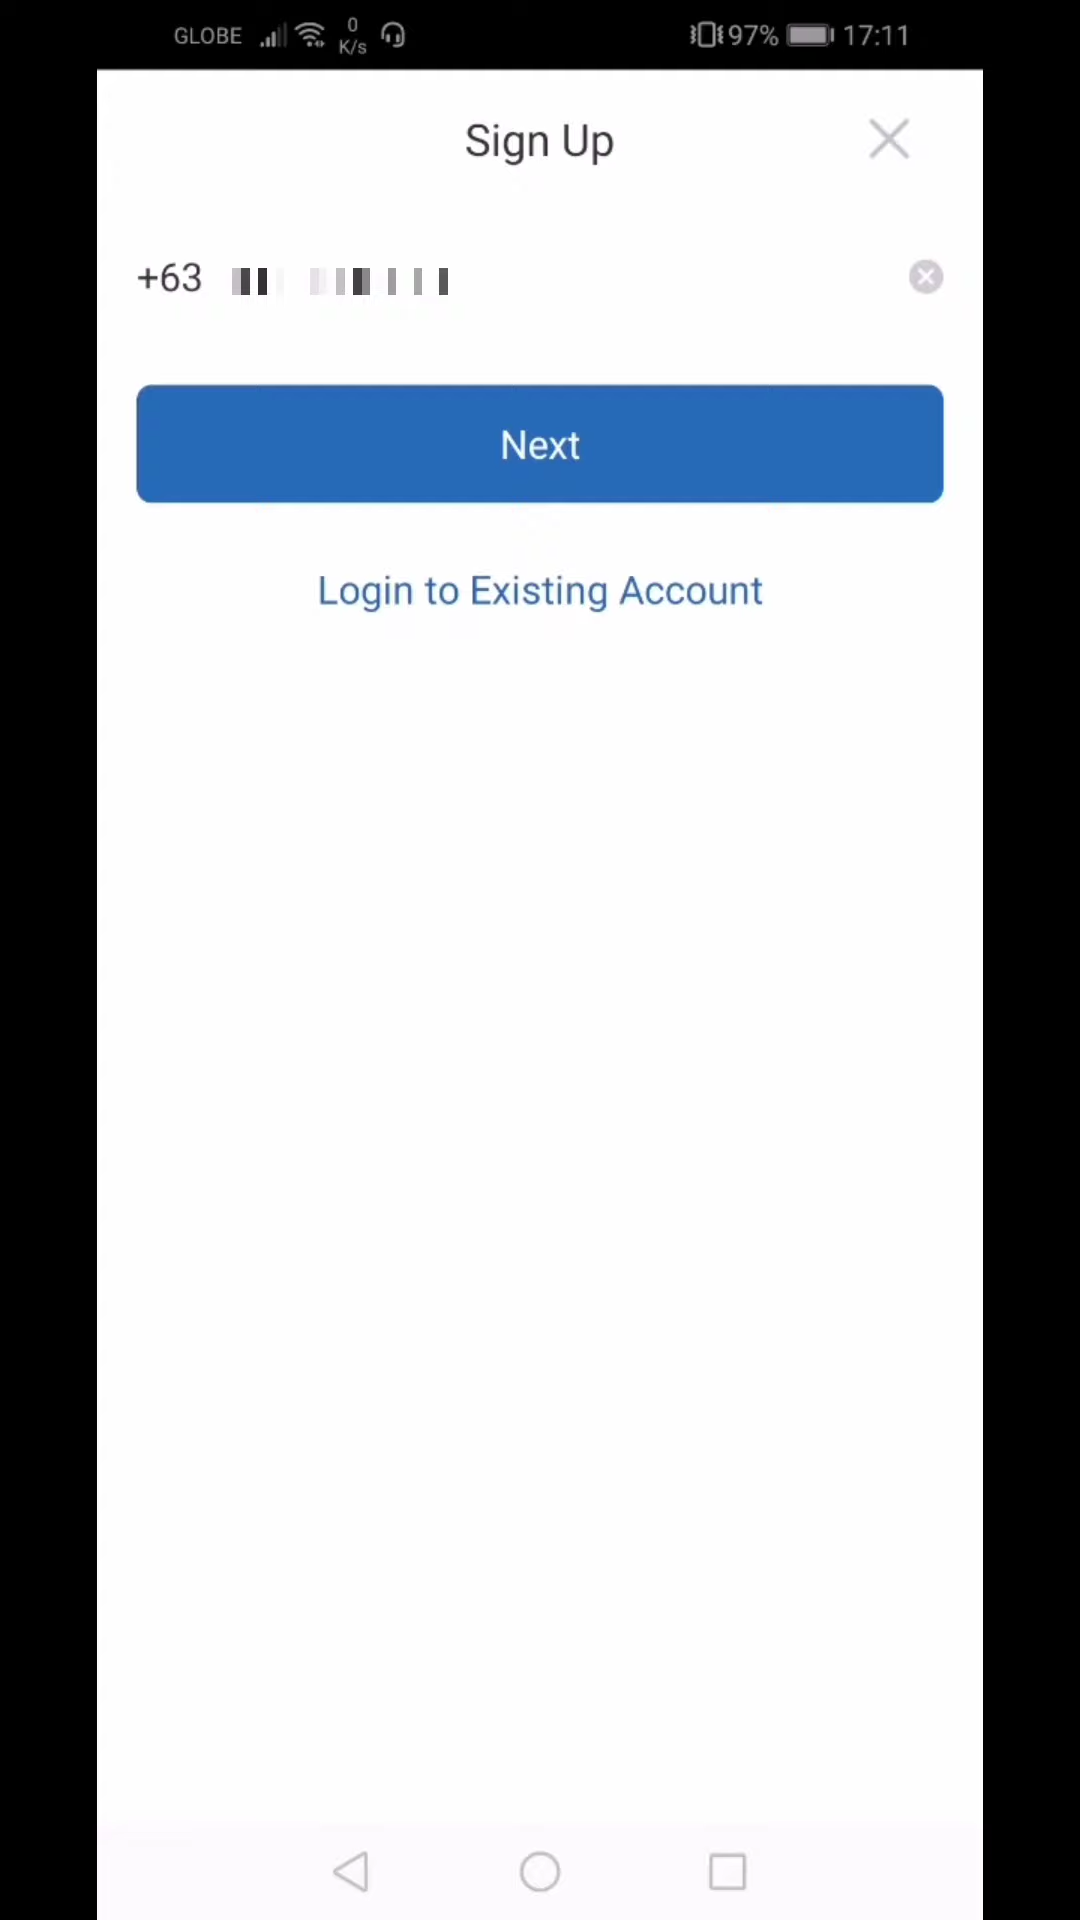 GLOBE 0 K/s 97% 17:11
Sign Up
+63
Next
Login to Existing Account